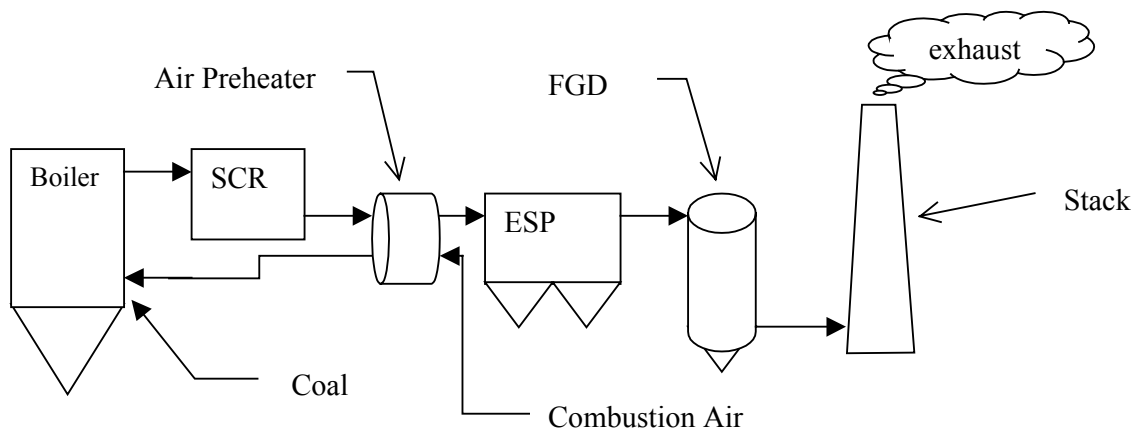 exhaust
Air Preheater
FGD
Boiler
SCR
ESP
Stack
Coal
Combustion Air